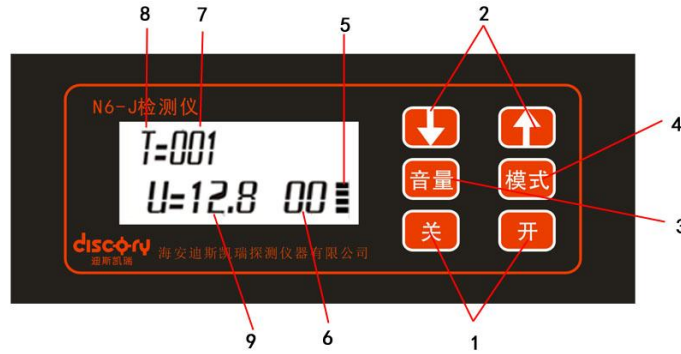 8 7 5 2
N6-J检测仪
T=001
4
音量 模式
U=12.8 00
3
关 开
discory
迪斯凯瑞
海安迪斯凯瑞探测仪器有限公司
9 6 1